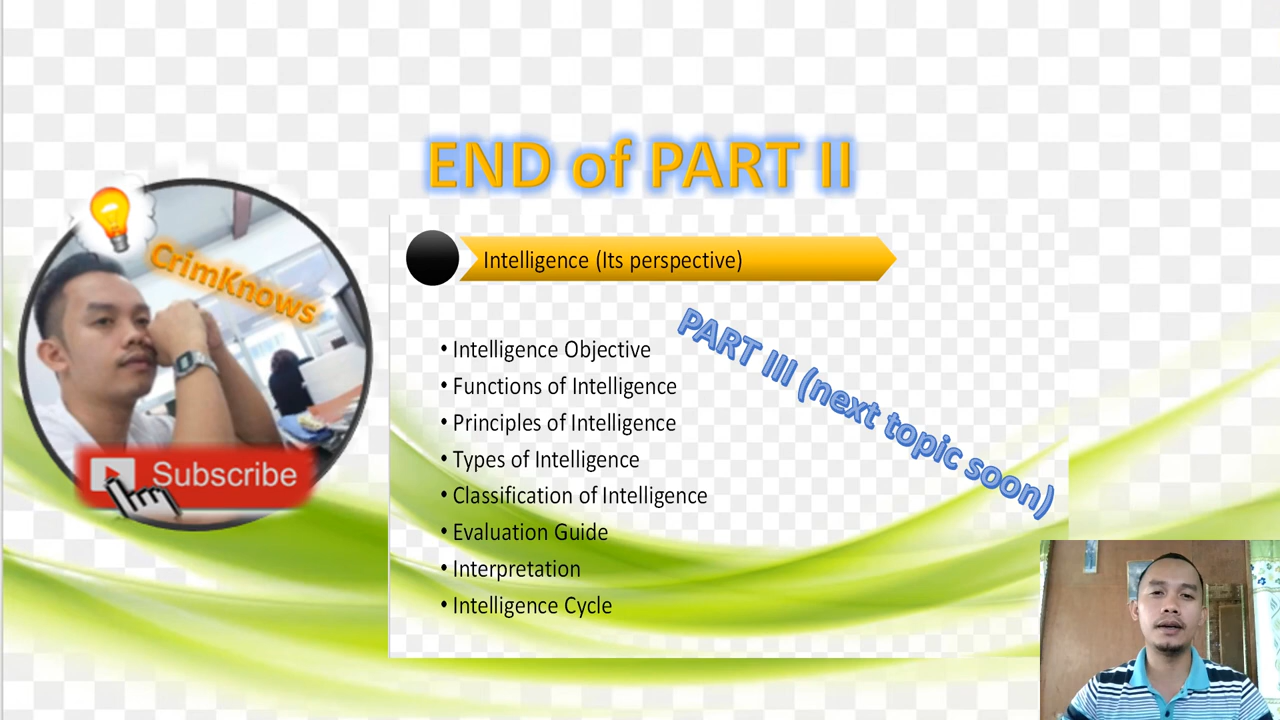 END of PART II
CrimKnows
Subscribe
Intelligence (Its perspective)
PART III (next topic soon)
• Intelligence Objective
• Functions of Intelligence
• Principles of Intelligence
• Types of Intelligence
• Classification of Intelligence
• Evaluation Guide
• Interpretation
• Intelligence Cycle